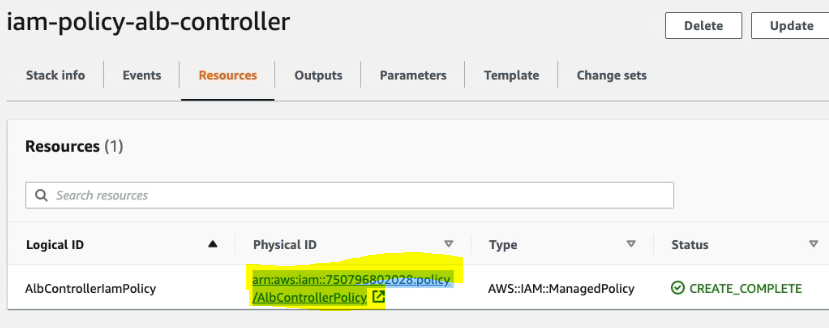 iam-policy-alb-controller
Delete
Update
Stack info
Events
Resources
Outputs
Parameters
Template
Change sets
Resources (1)
Search resources
Logical ID
Physical ID
Type
Status
AlbControllerIamPolicy
arn:aws:iam::750796802028:policy
/AlbControllerPolicy
AWS::IAM::ManagedPolicy
CREATE_COMPLETE